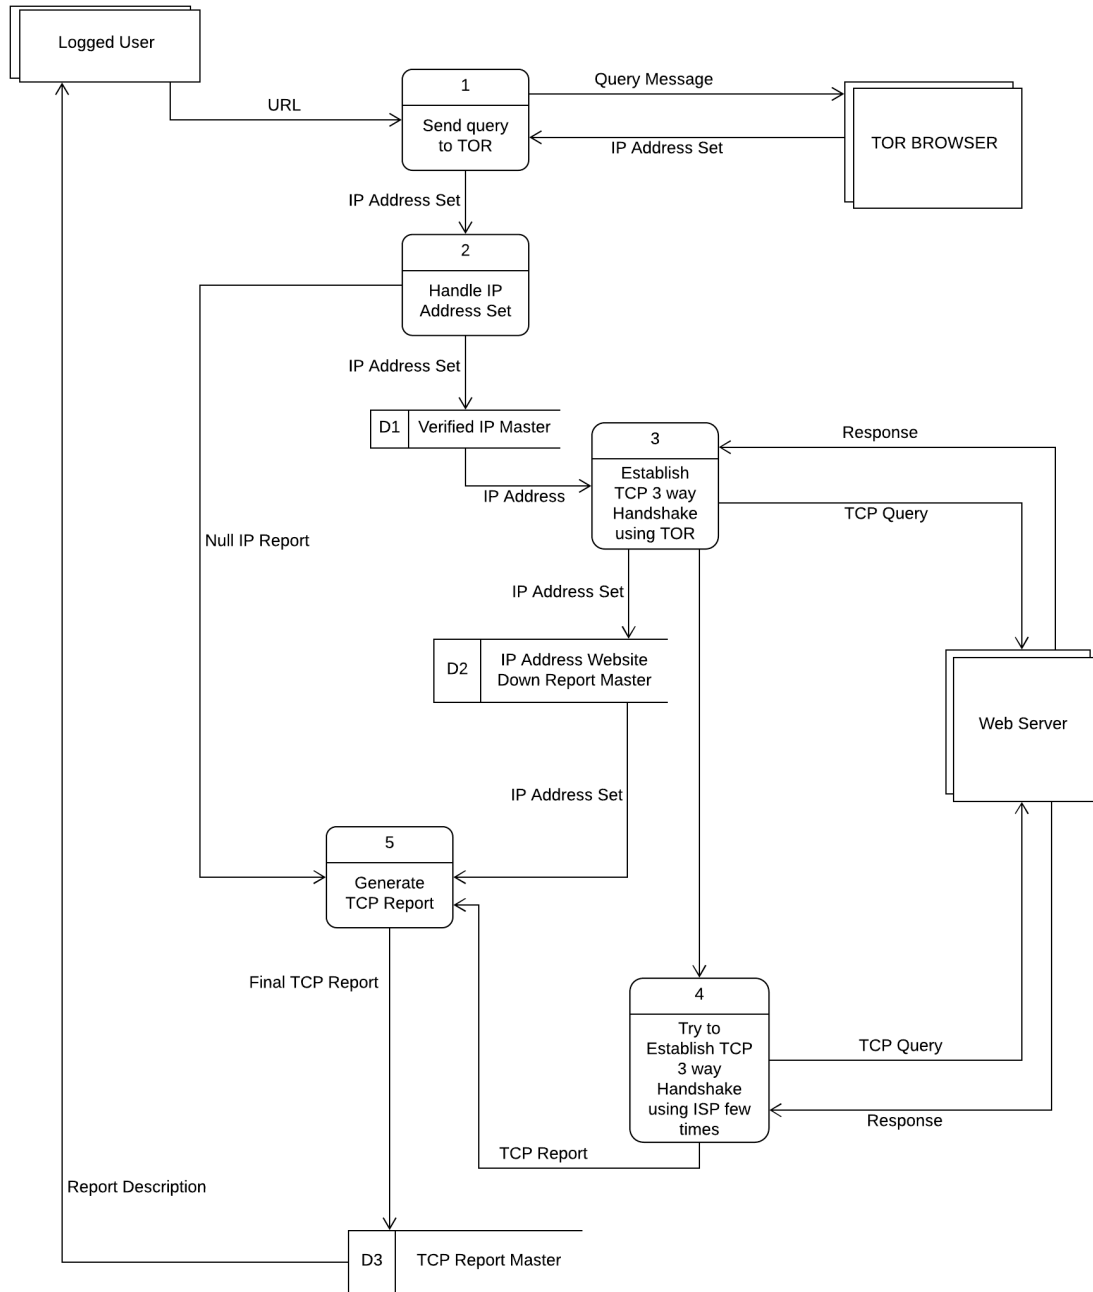 Logged User
URL
1
Send query
to TOR
Query Message
IP Address Set
TOR BROWSER
IP Address Set
2
Handle IP
Address Set
IP Address Set
D1
Verified IP Master
IP Address
3
Establish
TCP 3 way
Handshake
using TOR
Response
TCP Query
Null IP Report
IP Address Set
D2
IP Address Website
Down Report Master
Web Server
IP Address Set
5
Generate
TCP Report
Final TCP Report
4
Try to
Establish TCP
3 way
Handshake
using ISP few
times
TCP Query
Response
TCP Report
Report Description
D3
TCP Report Master